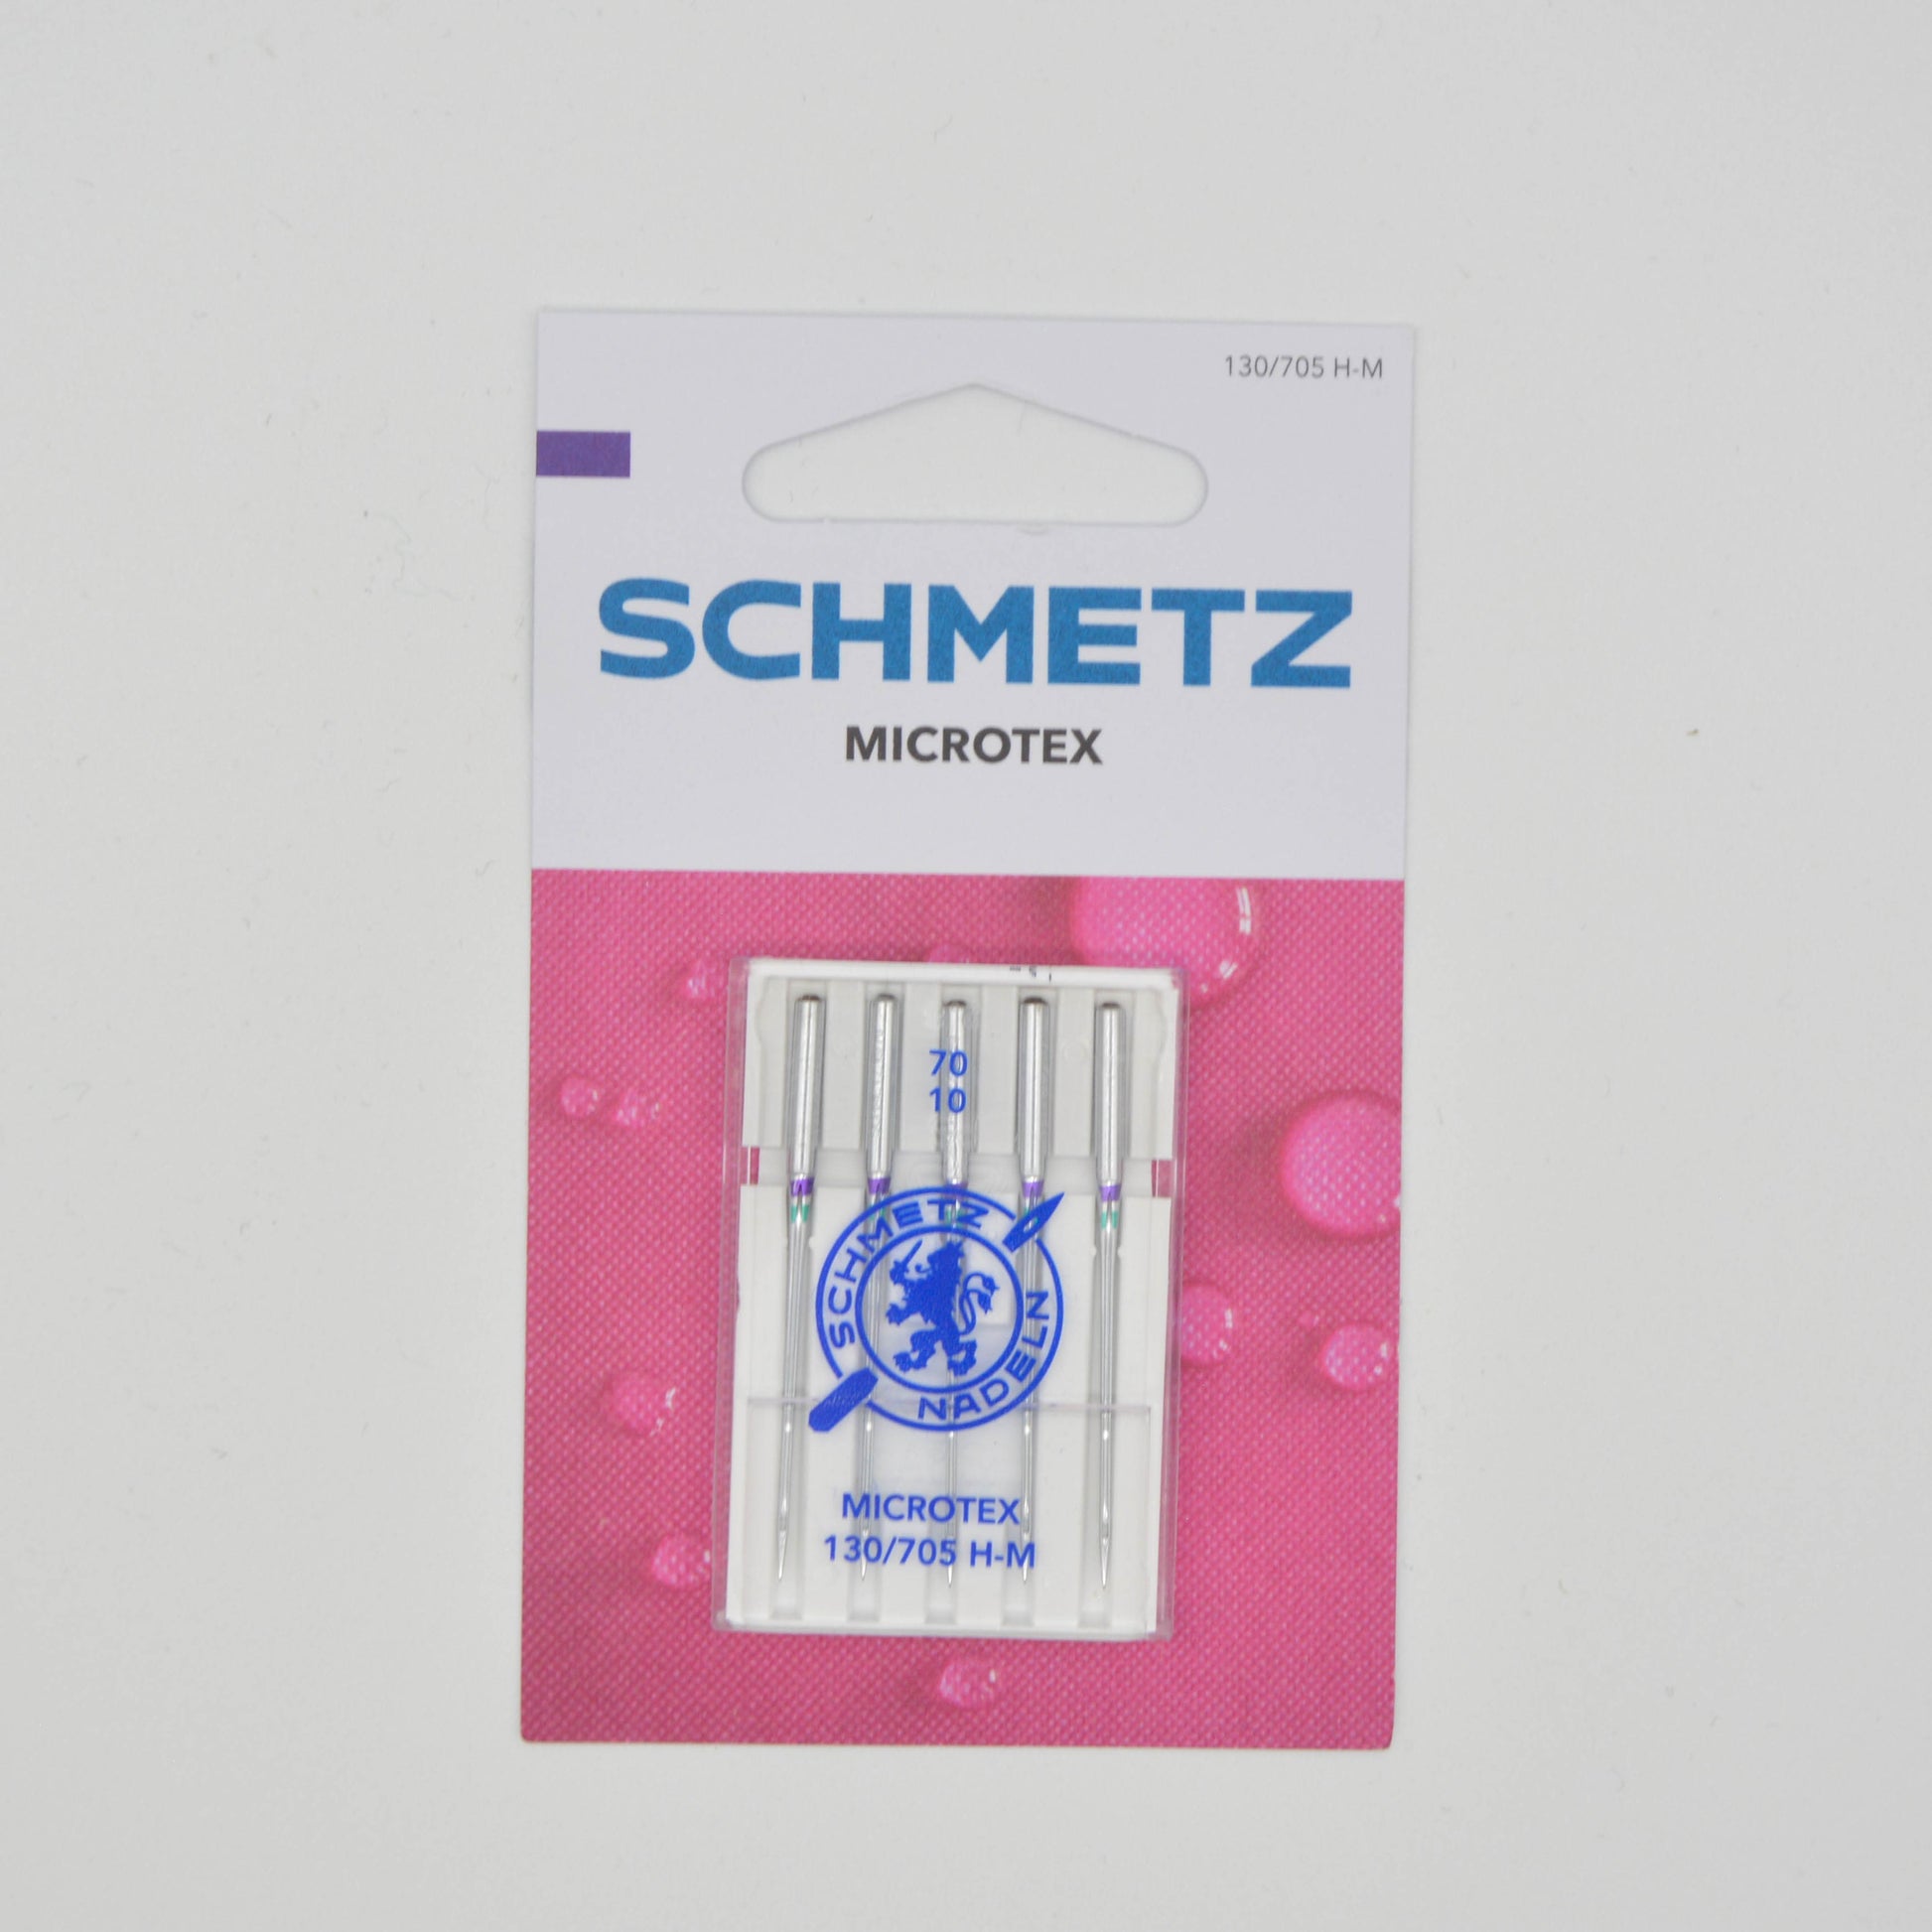 130/705 H-M
SCHMETZ
MICROTEX
70
10
SCHMETZ
NADELN
MICROTEX
130/705 H-M